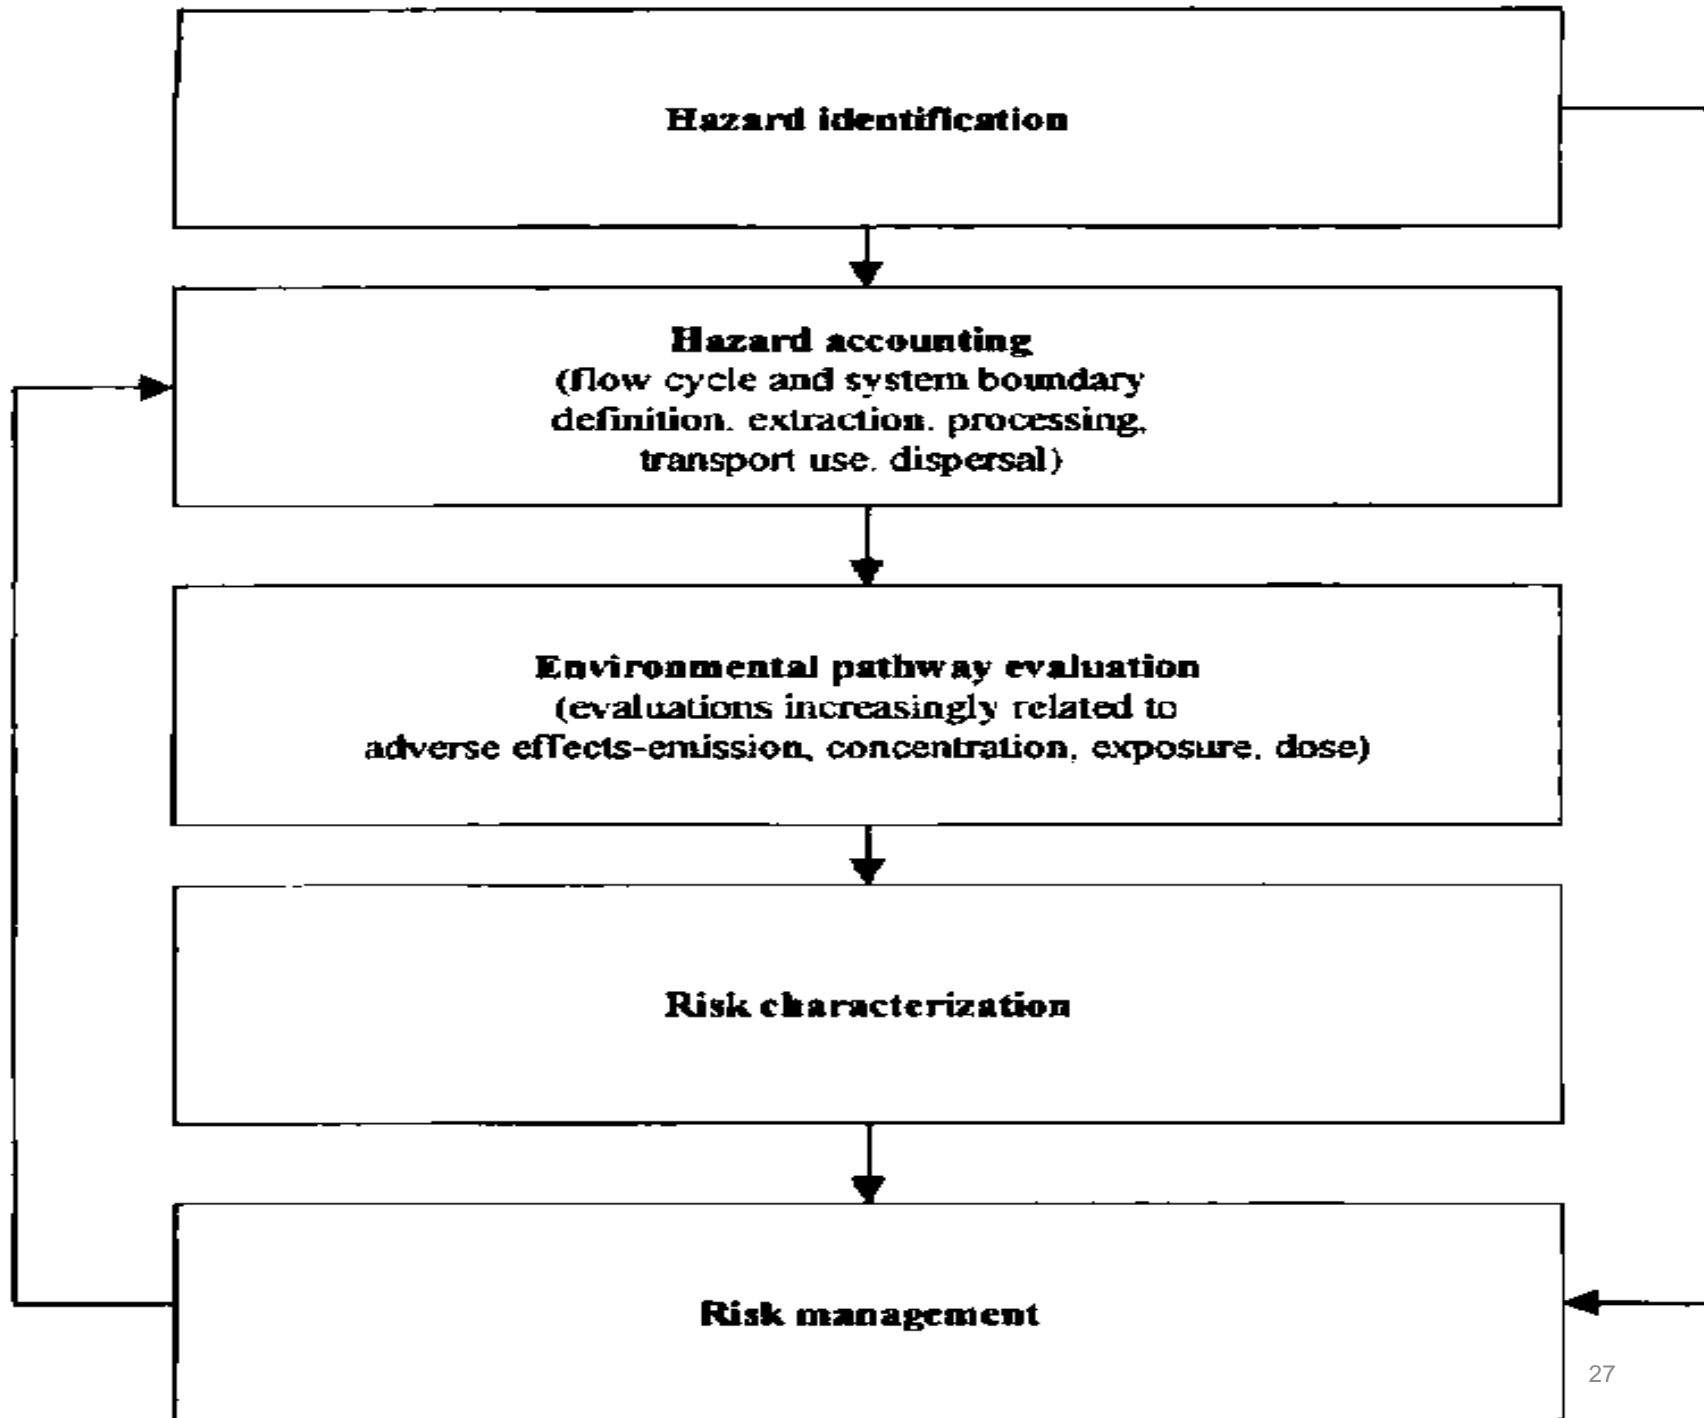 Hazard identification
Hazard accounting
(flow cycle and system boundary
definition. extraction. processing,
transport use. dispersal)
Environmental pathway evaluation
(evaluations increasingly related to
adverse effects-emission, concentration, exposure, dose)
Risk characterization
Risk management
27